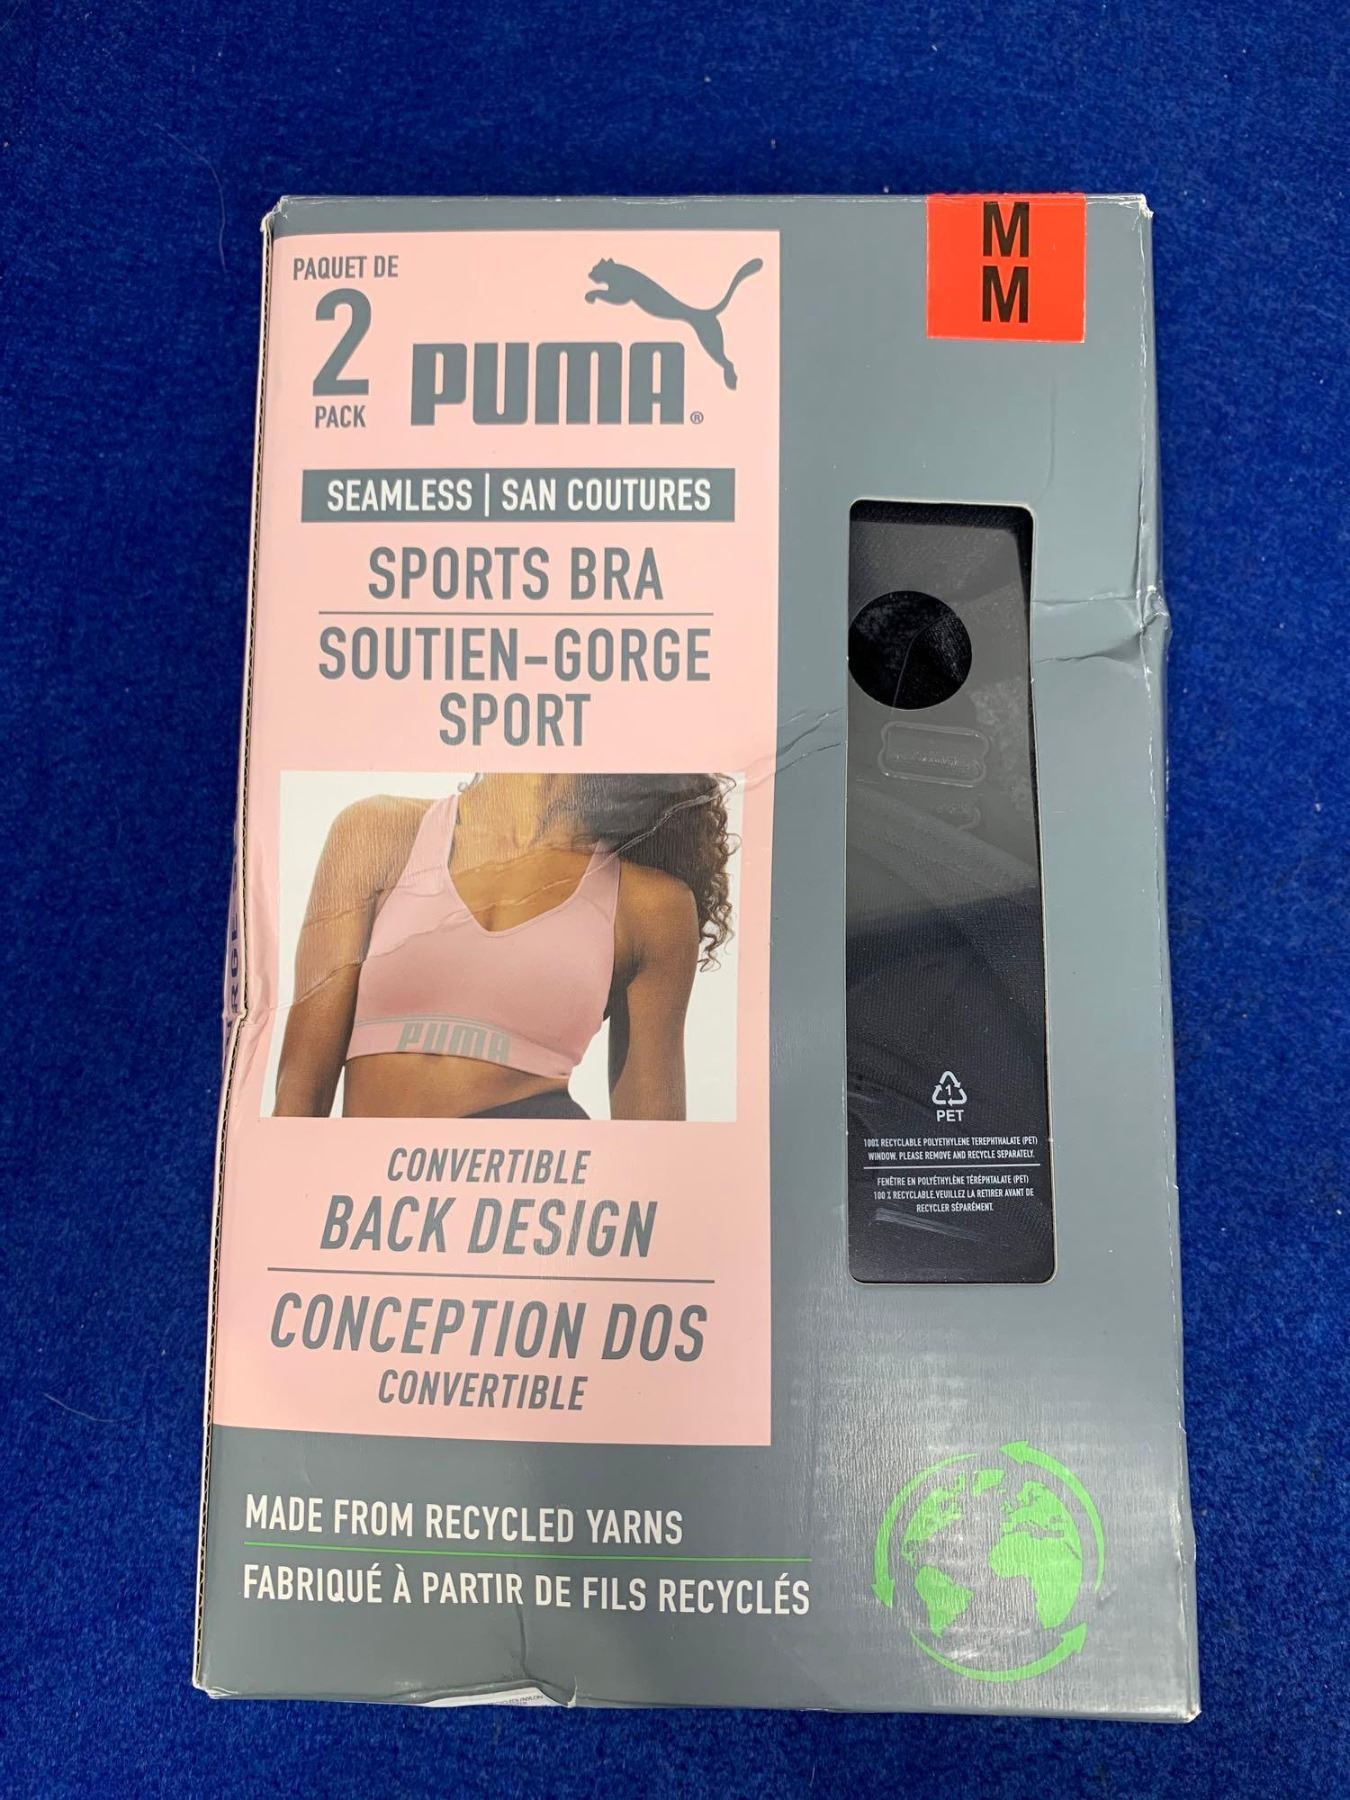 PAQUET DE
2
PACK
PUMA®
M
M
SEAMLESS | SAN COUTURES
SPORTS BRA
SOUTIEN-GORGE
SPORT
PUMA
CONVERTIBLE
BACK DESIGN
CONCEPTION DOS
CONVERTIBLE
1
PET
100% RECYCLABLE POLYETHYLENE TEREPHTHALATE (PET)
WINDOW. PLEASE REMOVE AND RECYCLE SEPARATELY.
FENÊTRE EN POLYÉTHYLÈNE TÉRÉPHTALATE (PET)
100 % RECYCLABLE.VEUILLEZ LA RETIRER AVANT DE
RECYCLER SÉPARÉMENT.
MADE FROM RECYCLED YARNS
FABRIQUÉ À PARTIR DE FILS RECYCLÉS